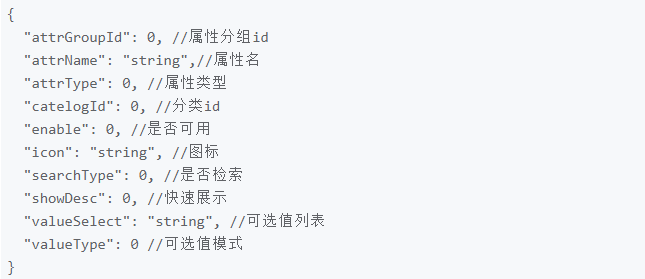 {
"attrGroupId": 0, //属性分组id
"attrName": "string",//属性名
"attrType": 0, //属性类型
"catelogId": 0, //分类id
"enable": 0, //是否可用
"icon": "string", //图标
"searchType": 0, //是否检索
"showDesc": 0, //快速展示
"valueSelect": "string", //可选值列表
"valueType": 0 //可选值模式
}